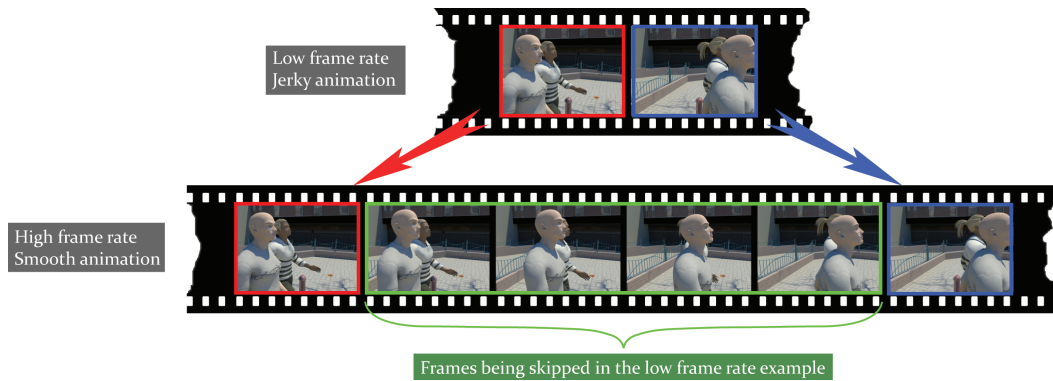 Low frame rate
Jerky animation
High frame rate
Smooth animation
Frames being skipped in the low frame rate example